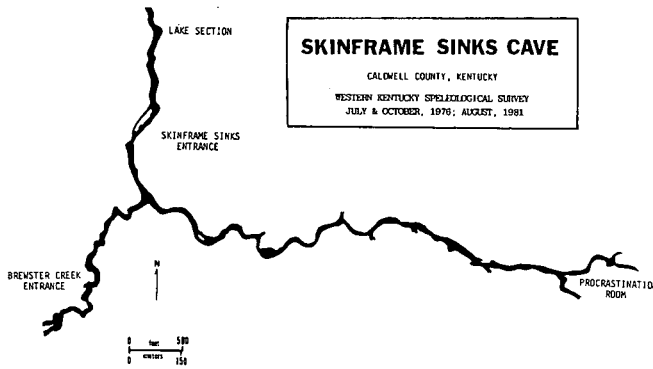 LAKE SECTION
SKINFRAME SINKS CAVE
CALDWELL COUNTY, KENTUCKY
WESTERN KENTUCKY SPELEOLOGICAL SURVEY
JULY & OCTOBER, 1976; AUGUST, 1981
SKINFRAME SINKS
ENTRANCE
N
BREWSTER CREEK
ENTRANCE
PROCRASTINATIO
ROOM
0 feet 500
meters
0 150